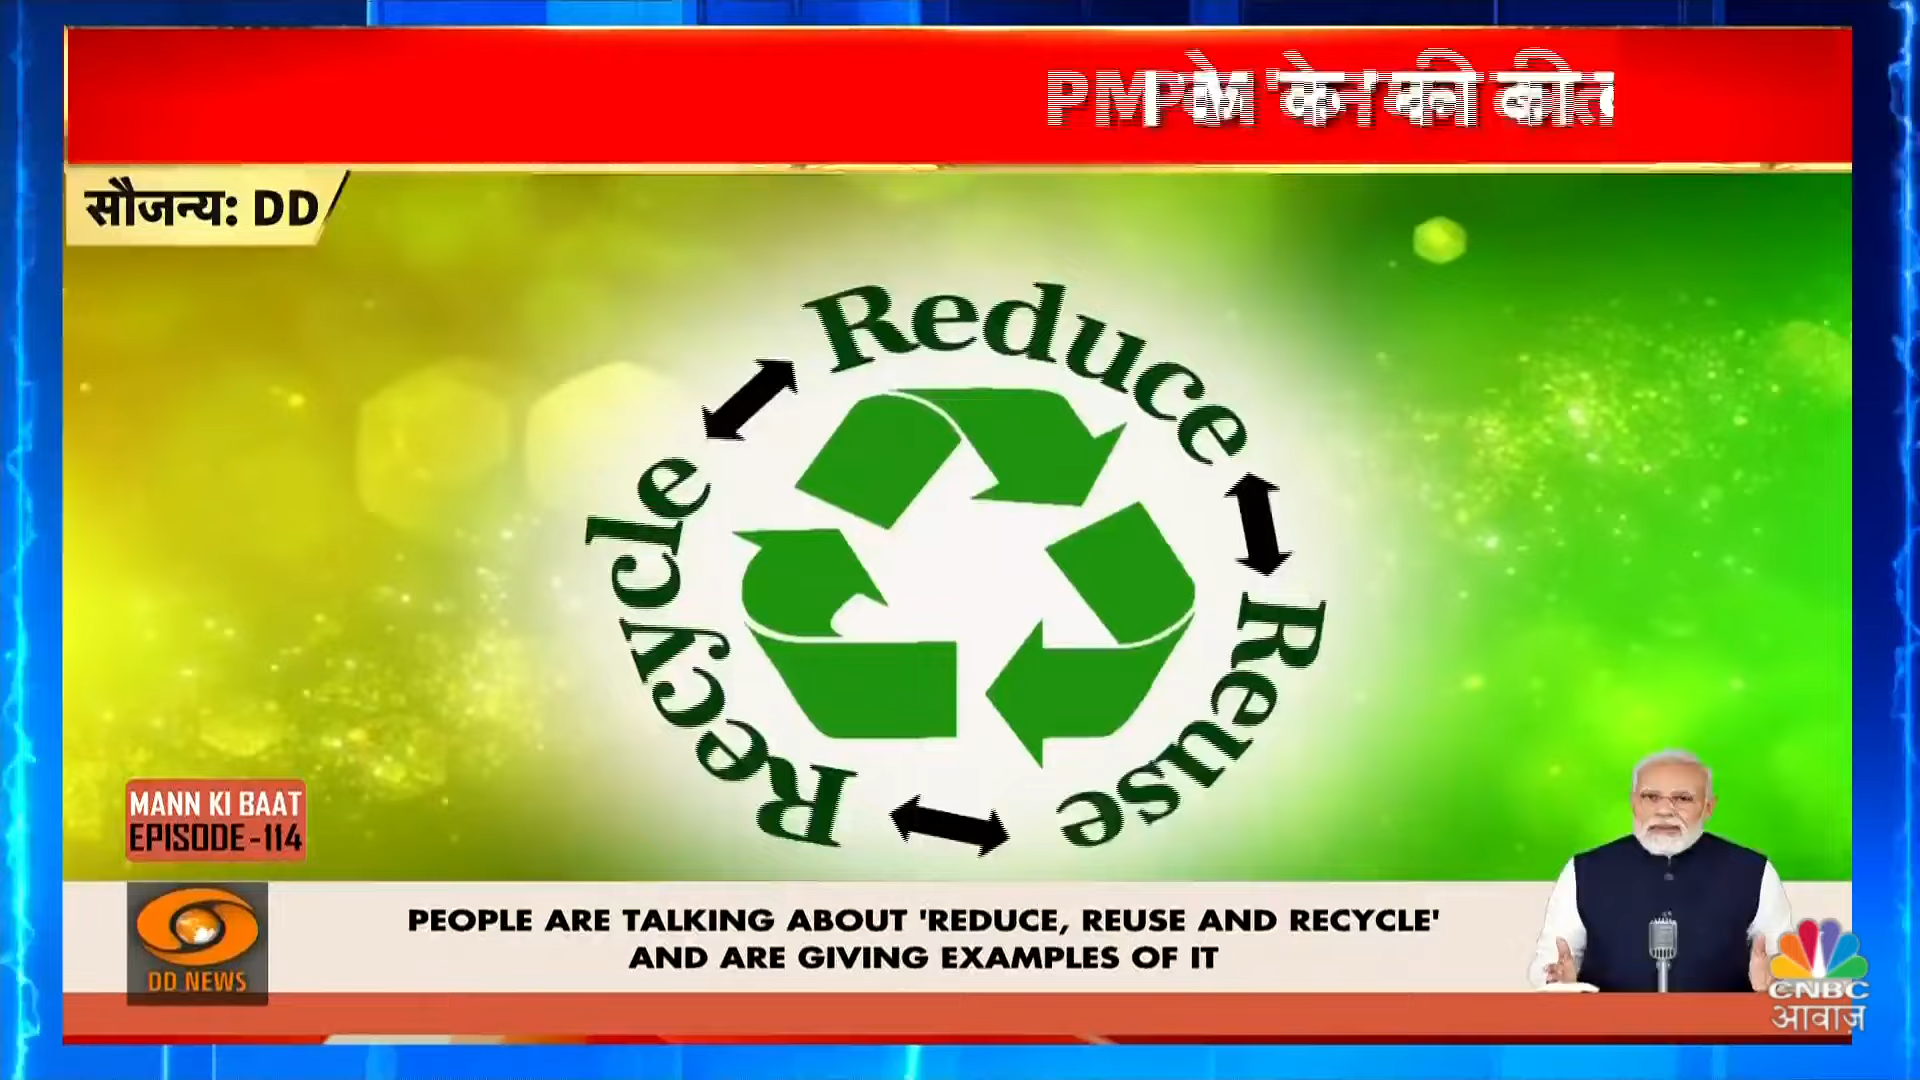 सौजन्य: DD
Reduce
Reuse
Recycle
MANN KI BAAT
EPISODE-114
DD NEWS
PEOPLE ARE TALKING ABOUT 'REDUCE, REUSE AND RECYCLE'
AND ARE GIVING EXAMPLES OF IT
CNBC
आवाज़